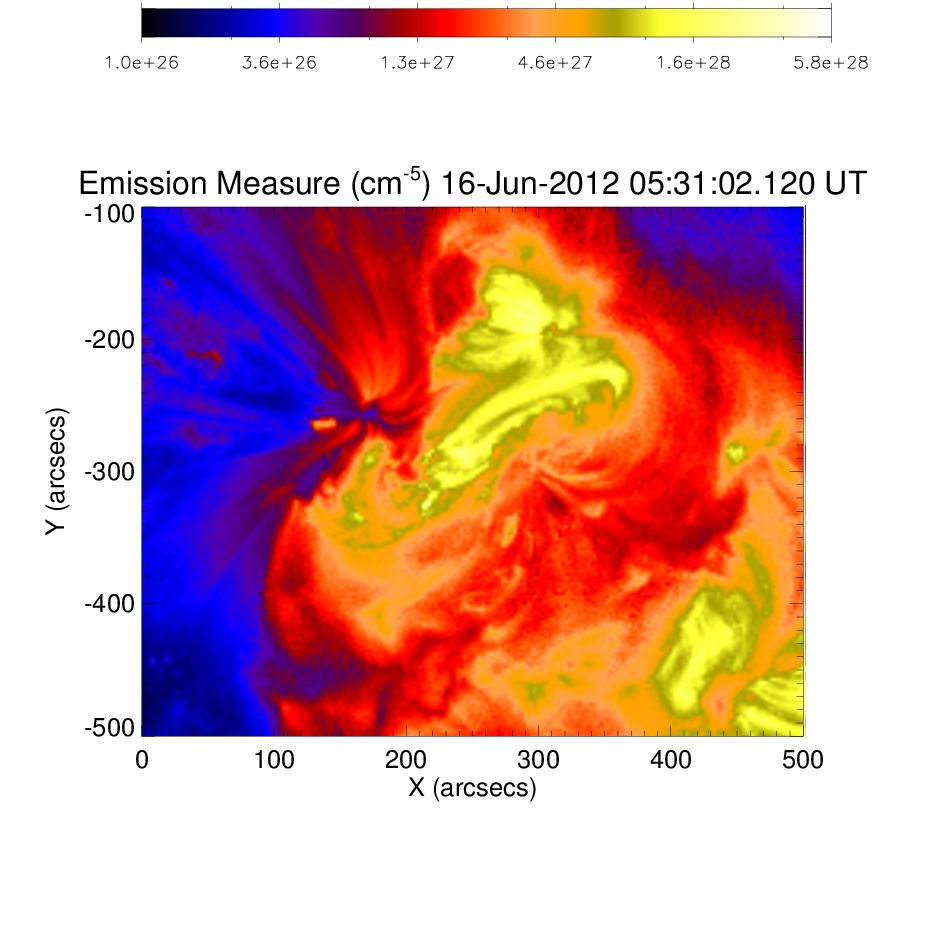 1.0e+26 3.6e+26 1.3e+27 4.6e+27 1.6e+28 5.8e+28
Emission Measure (cm-5) 16-Jun-2012 05:31:02.120 UT
-100
-200
-300
-400
-500
Y (arcsecs)
0 100 200 300 400 500
X (arcsecs)